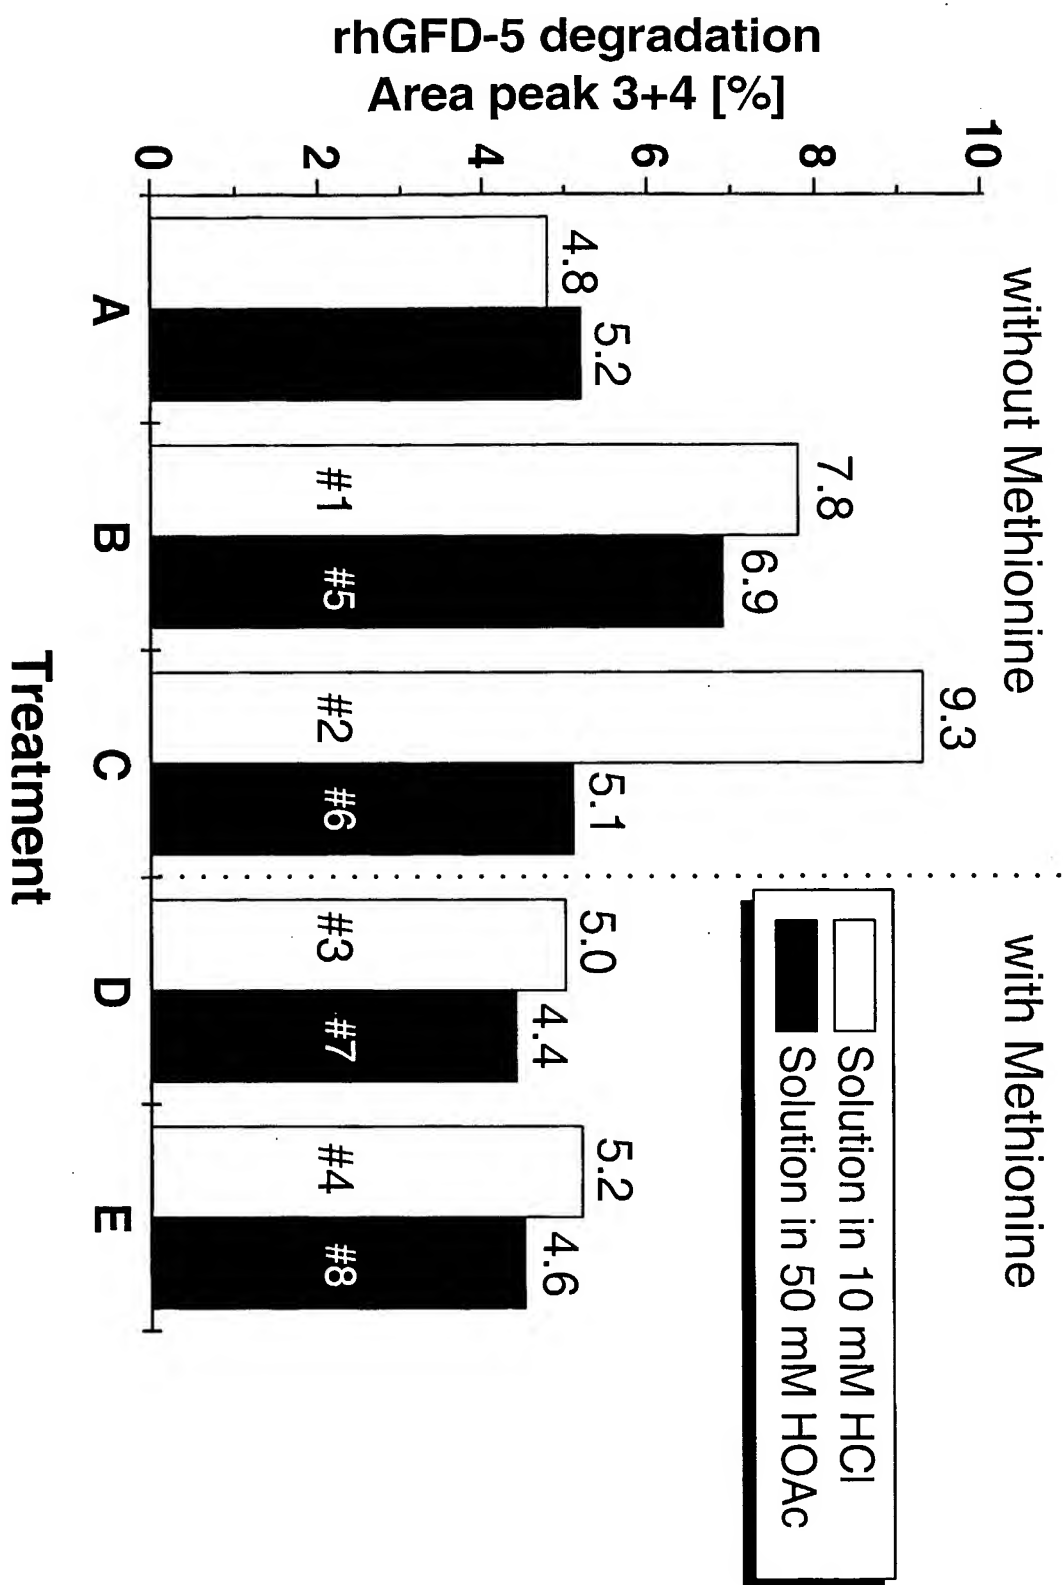 rhGFD-5 degradation
Area peak 3+4 [%]
10
8
6
4
2
0
without Methionine
with Methionine
Solution in 10 mM HCl
Solution in 50 mM HOAc
4.8
5.2
7.8
6.9
9.3
5.1
5.0
4.4
5.2
4.6
#1
#5
#2
#6
#3
#7
#4
#8
A
B
C
D
E
Treatment